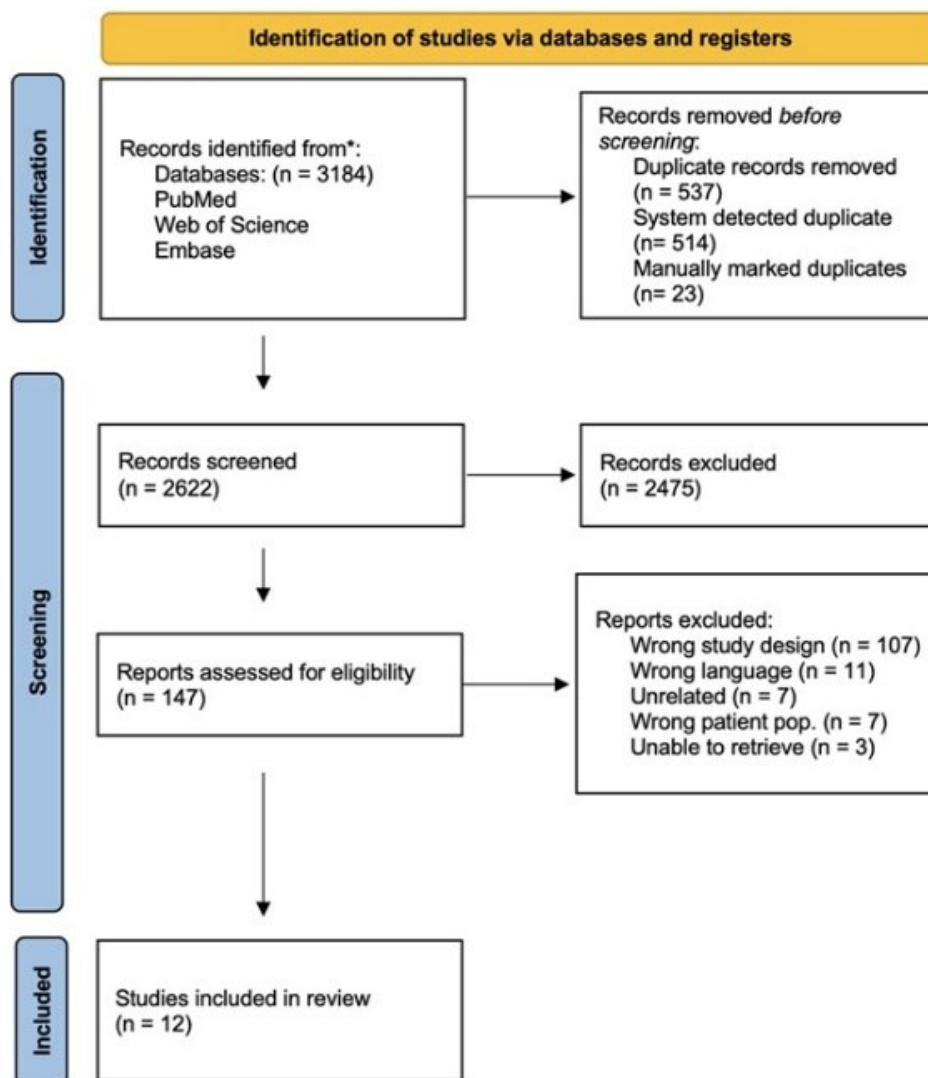 Identification of studies via databases and registers
Identification
Records identified from*:
Databases: (n = 3184)
PubMed
Web of Science
Embase
Records removed before
screening:
Duplicate records removed
(n = 537)
System detected duplicate
(n= 514)
Manually marked duplicates
(n= 23)
Screening
Records screened
(n = 2622)
Records excluded
(n = 2475)
Reports assessed for eligibility
(n = 147)
Reports excluded:
Wrong study design (n = 107)
Wrong language (n = 11)
Unrelated (n = 7)
Wrong patient pop. (n = 7)
Unable to retrieve (n = 3)
Included
Studies included in review
(n = 12)